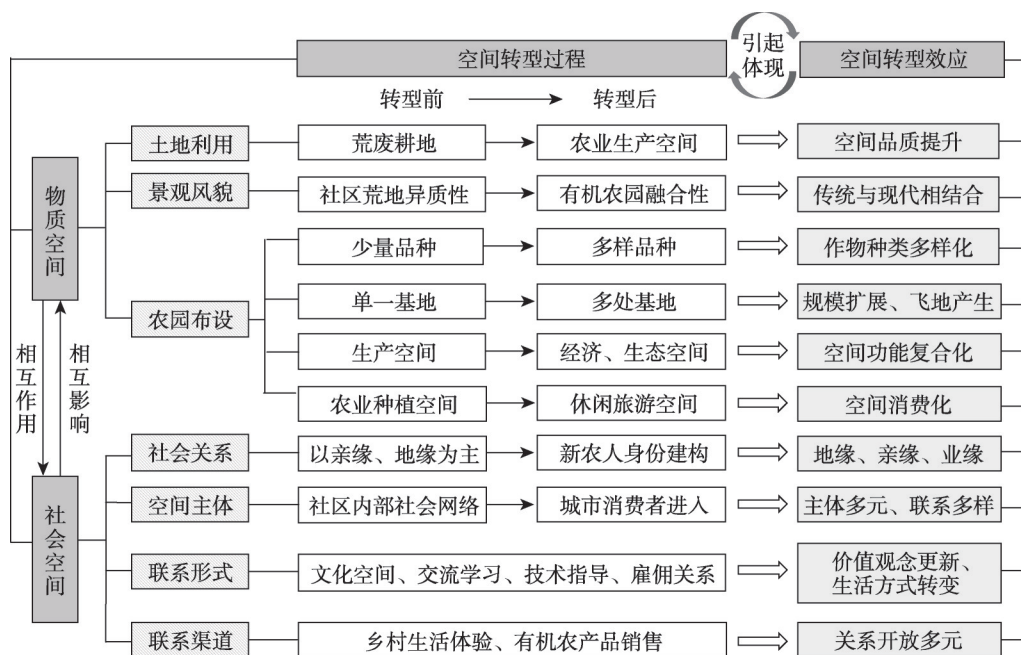 空间转型过程
引起
体现
空间转型效应
转型前
转型后
物质空间
土地利用
荒废耕地
农业生产空间
空间品质提升
景观风貌
社区荒地异质性
有机农园融合性
传统与现代相结合
农园布设
少量品种
多样品种
作物种类多样化
单一基地
多处基地
规模扩展、飞地产生
生产空间
经济、生态空间
空间功能复合化
农业种植空间
休闲旅游空间
空间消费化
相互作用
相互影响
社会空间
社会关系
以亲缘、地缘为主
新农人身份建构
地缘、亲缘、业缘
空间主体
社区内部社会网络
城市消费者进入
主体多元、联系多样
联系形式
文化空间、交流学习、技术指导、雇佣关系
价值观念更新、
生活方式转变
联系渠道
乡村生活体验、有机农产品销售
关系开放多元